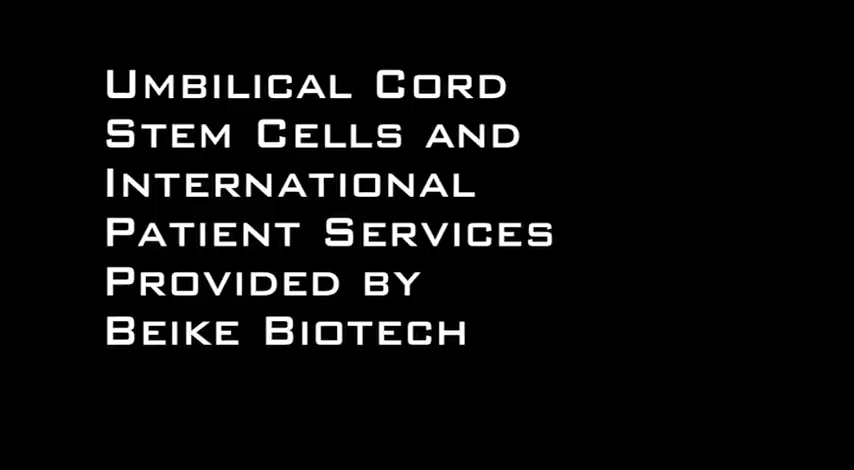 Umbilical Cord
Stem Cells and
International
Patient Services
Provided by
Beike Biotech